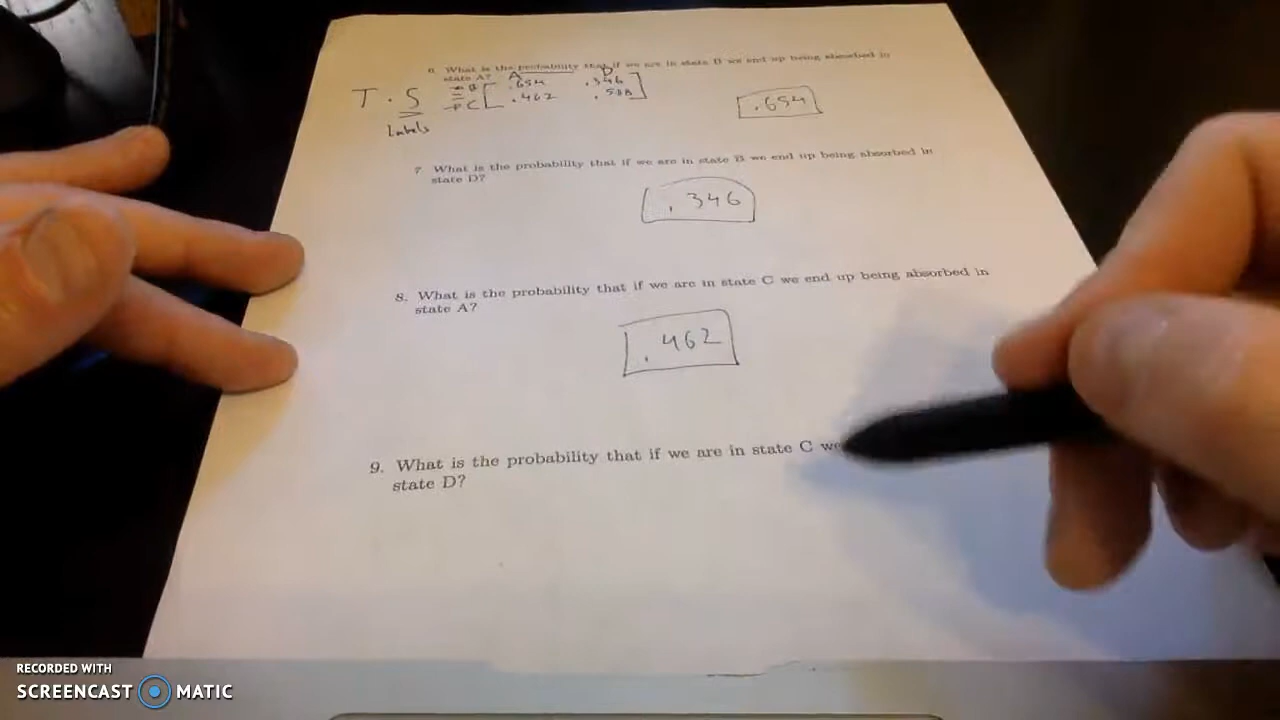 6 What is the probability that if we are in state B we end up being absorbed in
state A?
A D
T · S = B [ .654 .346 ]
C .462 .538
Labels
.654
7 What is the probability that if we are in state B we end up being absorbed in
state D?
.346
8. What is the probability that if we are in state C we end up being absorbed in
state A?
.462
9. What is the probability that if we are in state C we
state D?
RECORDED WITH
SCREENCAST MATIC